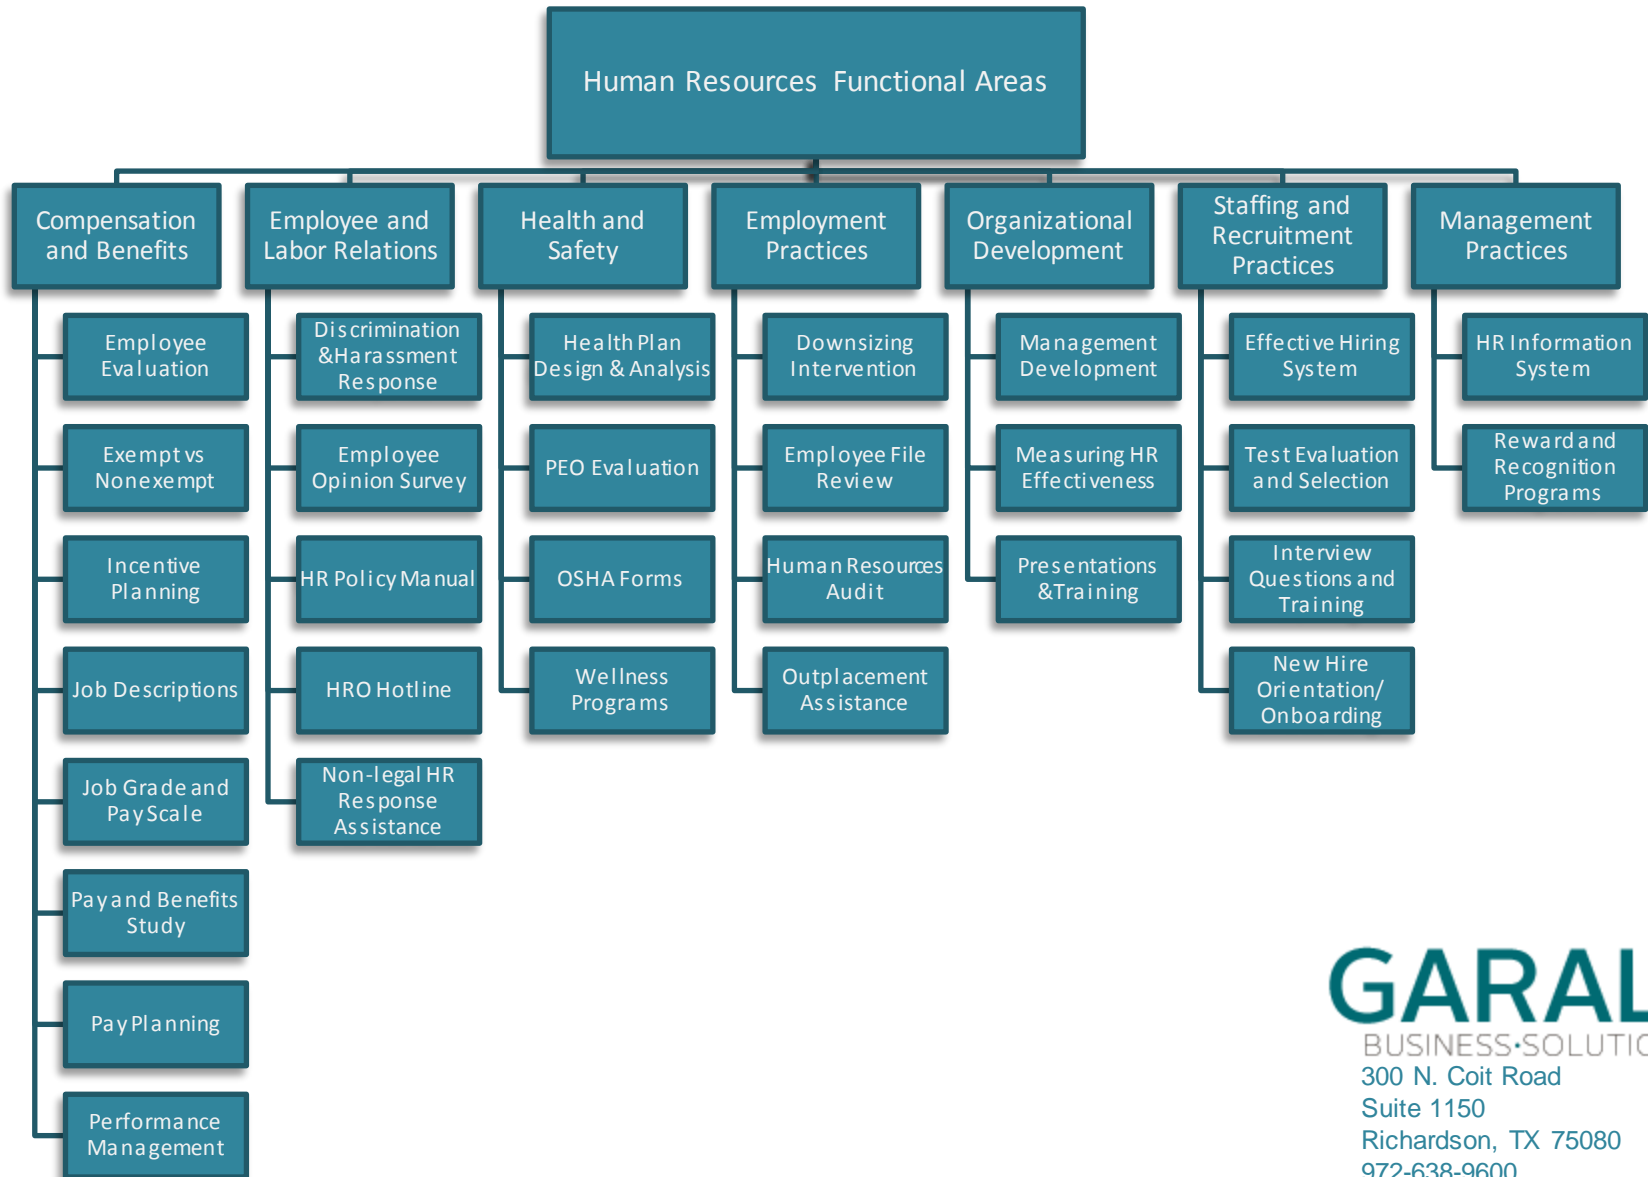 Human Resources Functional Areas
Compensation
and Benefits
Employee
Evaluation
Exempt vs
Nonexempt
Incentive
Planning
Job Descriptions
Job Grade and
Pay Scale
Pay and Benefits
Study
Pay Planning
Performance
Management
Employee and
Labor Relations
Discrimination
&Harassment
Response
Employee
Opinion Survey
HR Policy Manual
HRO Hotline
Non-legal HR
Response
Assistance
Health and
Safety
Health Plan
Design & Analysis
PEO Evaluation
OSHA Forms
Wellness
Programs
Employment
Practices
Downsizing
Intervention
Employee File
Review
Human Resources
Audit
Outplacement
Assistance
Organizational
Development
Management
Development
Measuring HR
Effectiveness
Presentations
&Training
Staffing and
Recruitment
Practices
Effective Hiring
System
Test Evaluation
and Selection
Interview
Questions and
Training
New Hire
Orientation/
Onboarding
Management
Practices
HR Information
System
Reward and
Recognition
Programs
GARAL
BUSINESS·SOLUTIO
300 N. Coit Road
Suite 1150
Richardson, TX 75080
972-638-9600